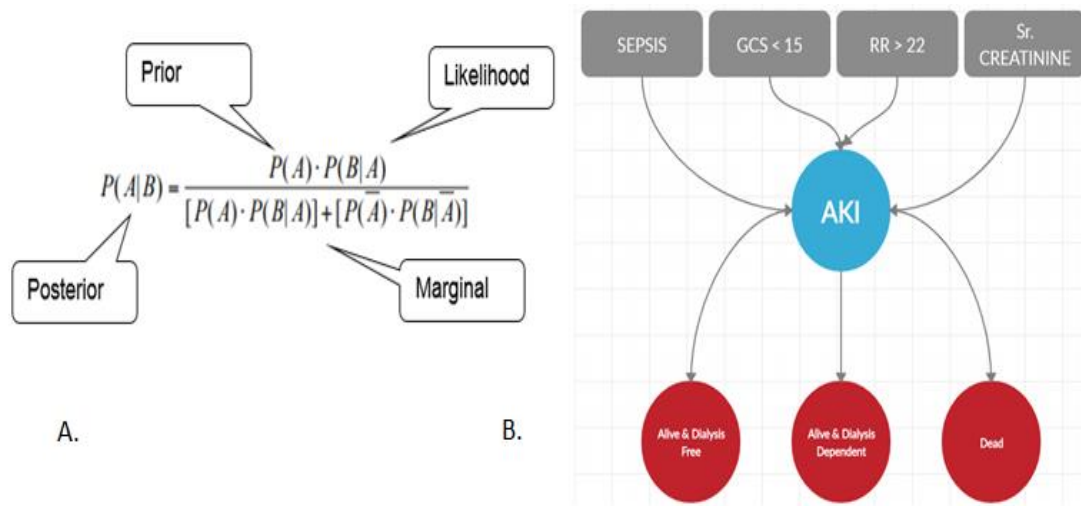 Prior
Likelihood
P(A|B) = P(A)·P(B|A) / [P(A)·P(B|A)]+[P(A̅)·P(B|A̅)]
Posterior
Marginal
A.
SEPSIS
GCS < 15
RR > 22
Sr.
CREATININE
AKI
Alive & Dialysis
Free
Alive & Dialysis
Dependent
Dead
B.